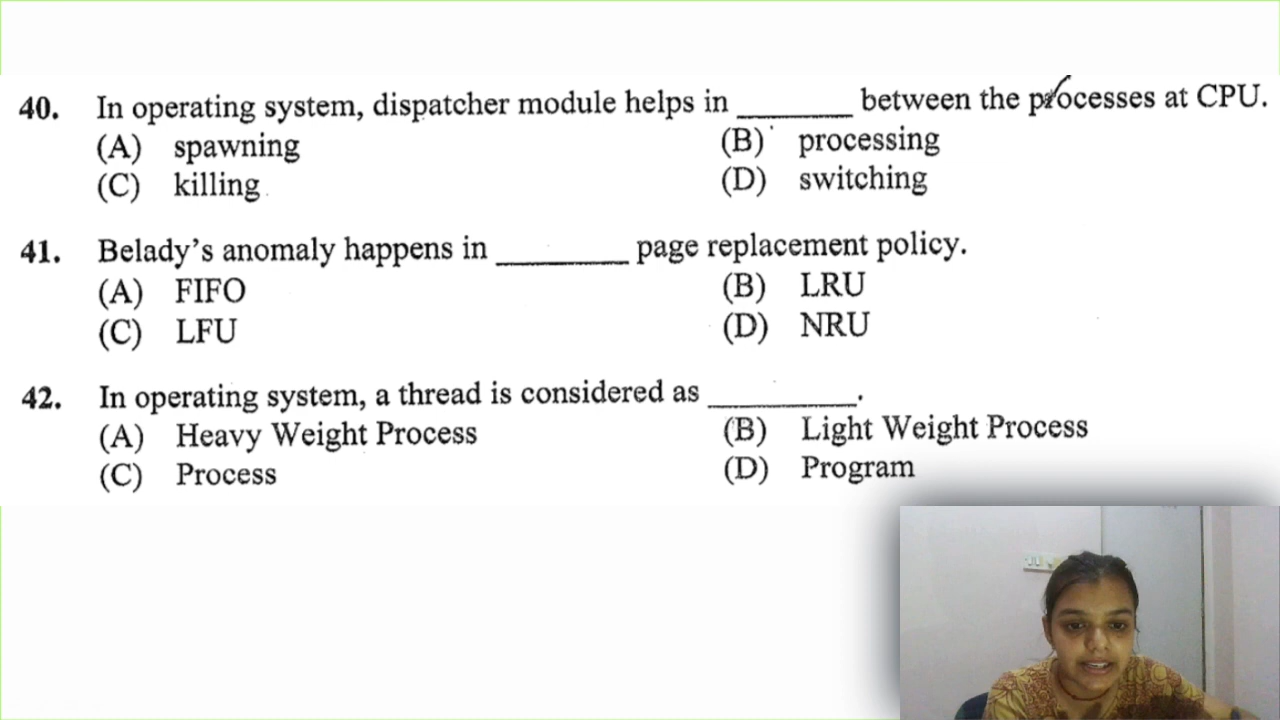 40. In operating system, dispatcher module helps in ________ between the processes at CPU.
(A) spawning (B) processing
(C) killing (D) switching
41. Belady's anomaly happens in ________ page replacement policy.
(A) FIFO (B) LRU
(C) LFU (D) NRU
42. In operating system, a thread is considered as ________.
(A) Heavy Weight Process (B) Light Weight Process
(C) Process (D) Program